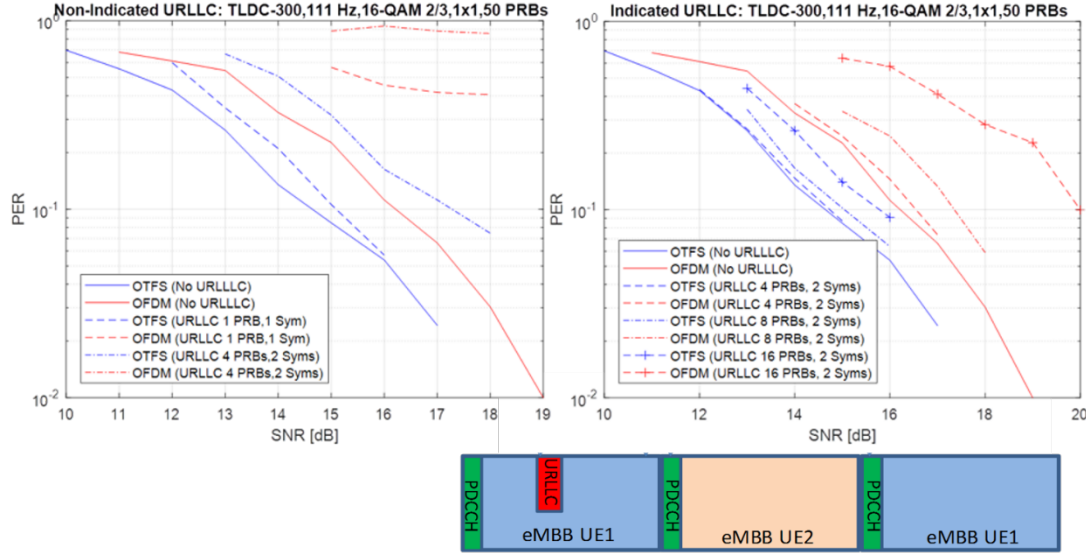 Non-Indicated URLLC: TLDC-300,111 Hz,16-QAM 2/3,1x1,50 PRBs
10^0
10^-1
10^-2
PER
OTFS (No URLLLC)
OFDM (No URLLLC)
OTFS (URLLC 1 PRB,1 Sym)
OFDM (URLLC 1 PRB,1 Sym)
OTFS (URLLC 4 PRBs,2 Syms)
OFDM (URLLC 4 PRBs,2 Syms)
10 11 12 13 14 15 16 17 18 19
SNR [dB]
Indicated URLLC: TLDC-300,111 Hz,16-QAM 2/3,1x1,50 PRBs
10^0
10^-1
10^-2
PER
OTFS (No URLLLC)
OFDM (No URLLLC)
OTFS (URLLC 4 PRBs, 2 Syms)
OFDM (URLLC 4 PRBs, 2 Syms)
OTFS (URLLC 8 PRBs, 2 Syms)
OFDM (URLLC 8 PRBs, 2 Syms)
OTFS (URLLC 16 PRBs, 2 Syms)
OFDM (URLLC 16 PRBs, 2 Syms)
10 12 14 16 18 20
SNR [dB]
PDCCH
URLLC
eMBB UE1
PDCCH
eMBB UE2
PDCCH
eMBB UE1